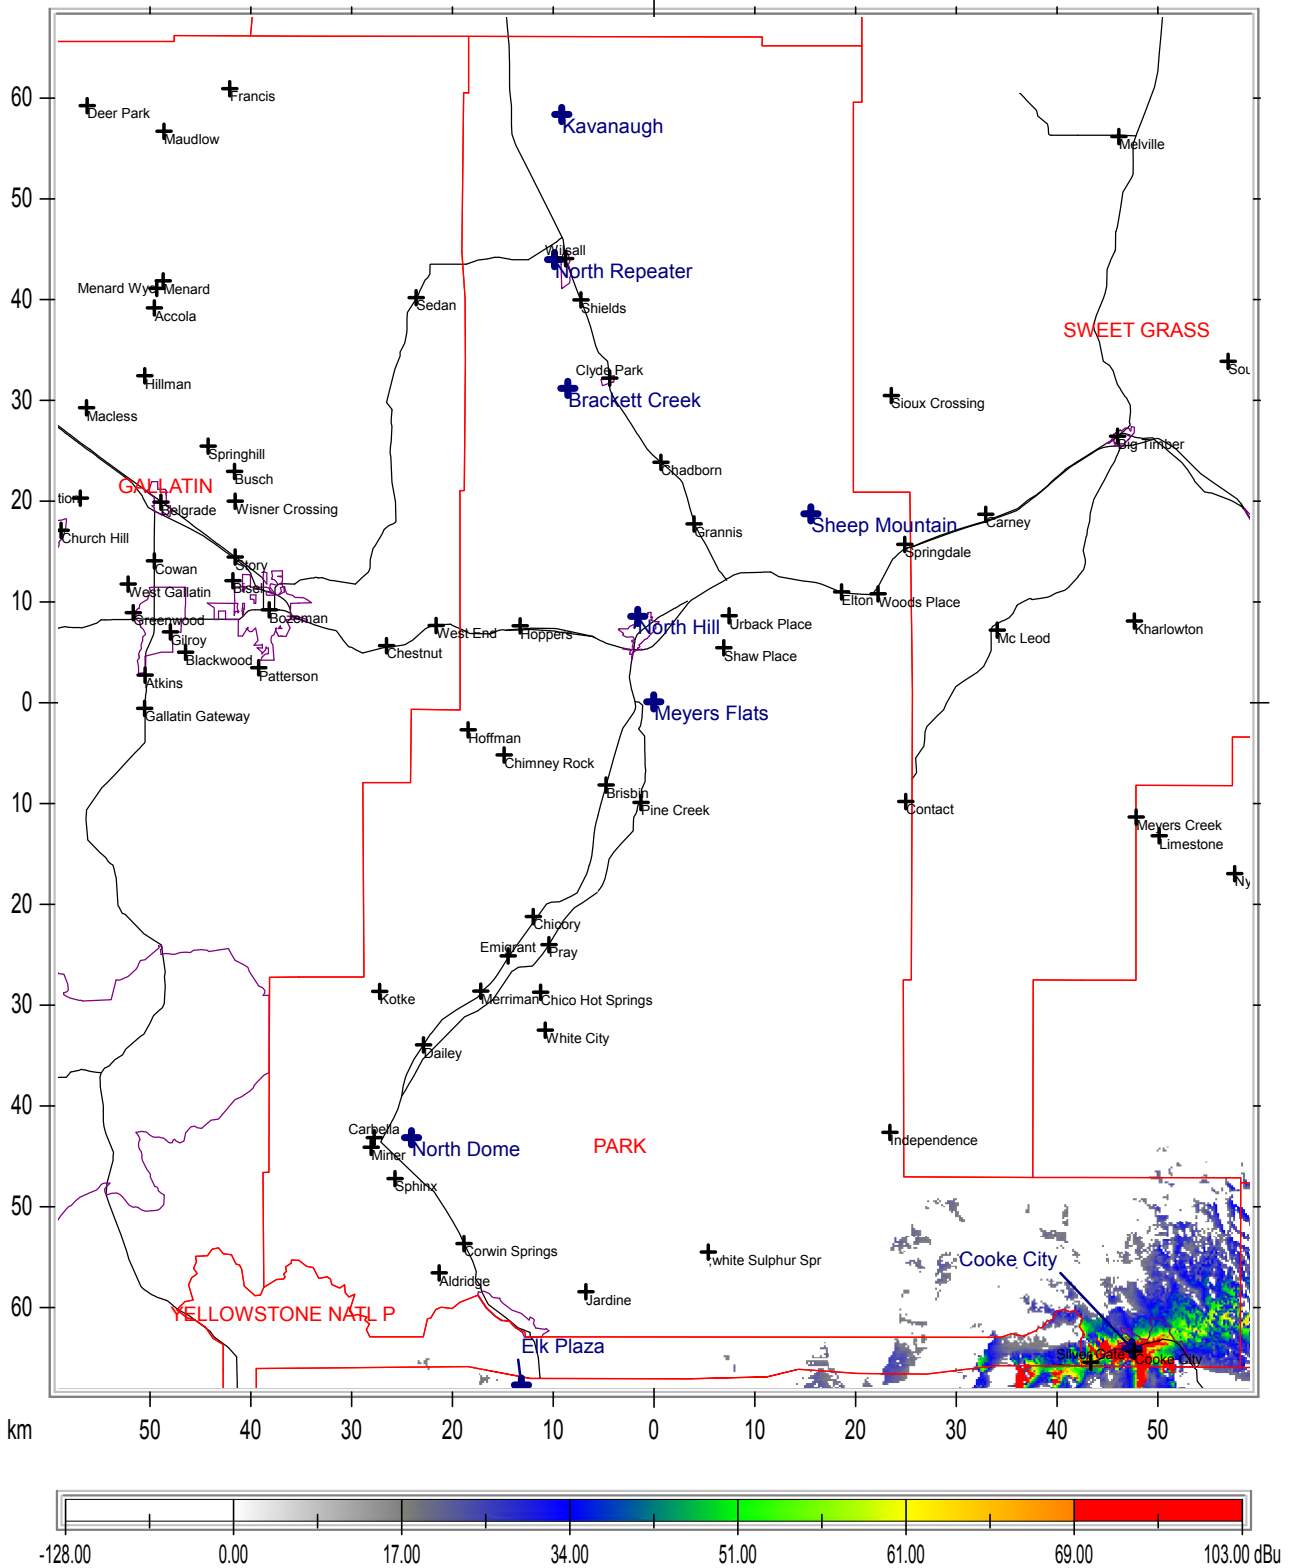 60
Deer Park
Francis
Maudlow
Kavanaugh
Melville
50
Wilsall
North Repeater
40
Menard Wye
Menard
Accola
Sedan
Shields
SWEET GRASS
Clyde Park
Hillman
Brackett Creek
Sioux Crossing
30
Macless
Springhill
Busch
Chadborn
Big Timber
GALLATIN
20
Belgrade
Wisner Crossing
Grannis
Sheep Mountain
Carney
Church Hill
Springdale
Cowan
Story
West Gallatin
Bisel
Elton
Woods Place
10
Greenwood
Bozeman
West End
Hoppers
North Hill
Urback Place
Kharlowton
Gilroy
Blackwood
Chestnut
Shaw Place
Mc Leod
Atkins
Patterson
0
Gallatin Gateway
Meyers Flats
Hoffman
Chimney Rock
Brisbin
Pine Creek
Contact
10
Meyers Creek
Limestone
Ny
20
Chicory
Emigrant
Pray
30
Kotke
Merriman
Chico Hot Springs
White City
Dailey
40
Carbella
North Dome
Miner
PARK
Independence
Sphinx
50
Corwin Springs
,white Sulphur Spr
Cooke City
Aldridge
Jardine
60
YELLOWSTONE NATL P
Elk Plaza
Silver Gate
Cooke City
km 50 40 30 20 10 0 10 20 30 40 50
-128.00 0.00 17.00 34.00 51.00 61.00 69.00 103.00 dBu